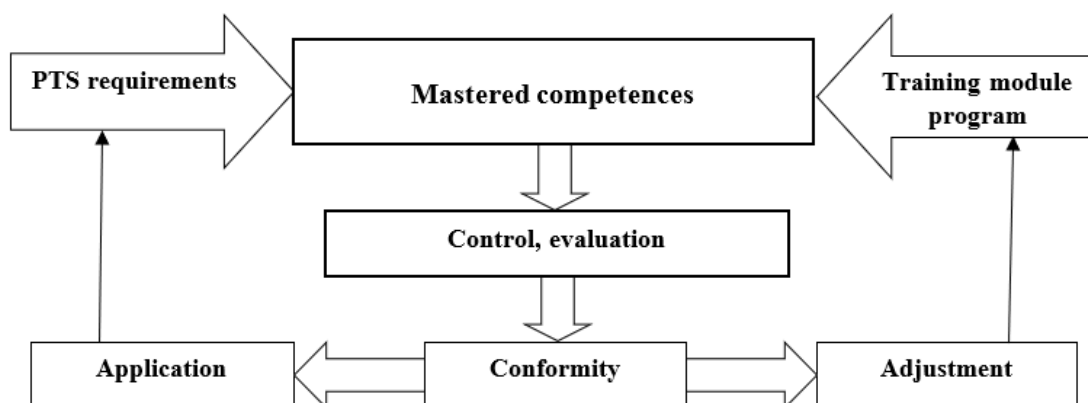 PTS requirements
Mastered competences
Training module
program
Control, evaluation
Application
Conformity
Adjustment